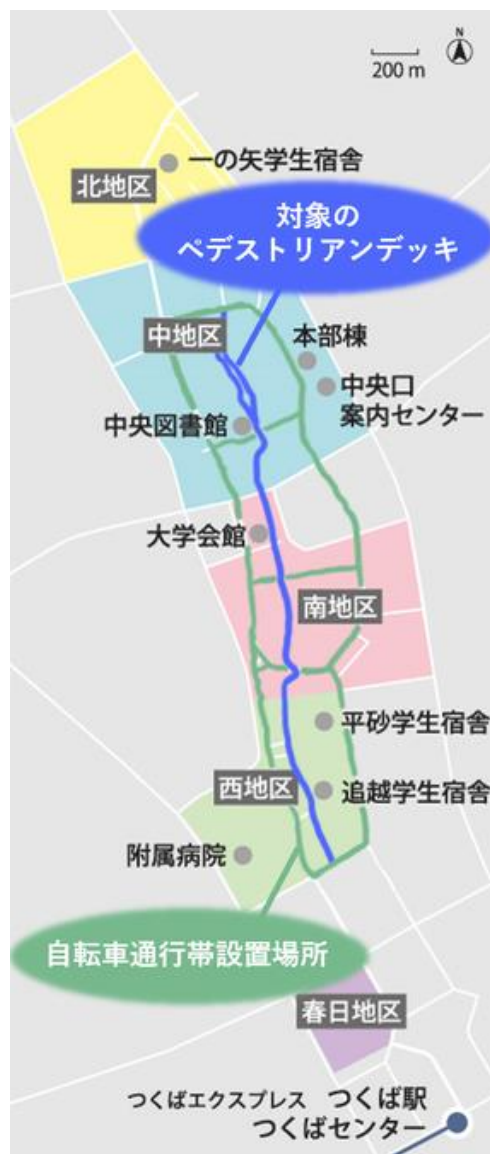 N
200 m
一の矢学生宿舎
北地区
対象の
ペデストリアンデッキ
中地区
本部棟
中央口
案内センター
中央図書館
大学会館
南地区
平砂学生宿舎
西地区
追越学生宿舎
附属病院
自転車通行帯設置場所
春日地区
つくばエクスプレス つくば駅
つくばセンター